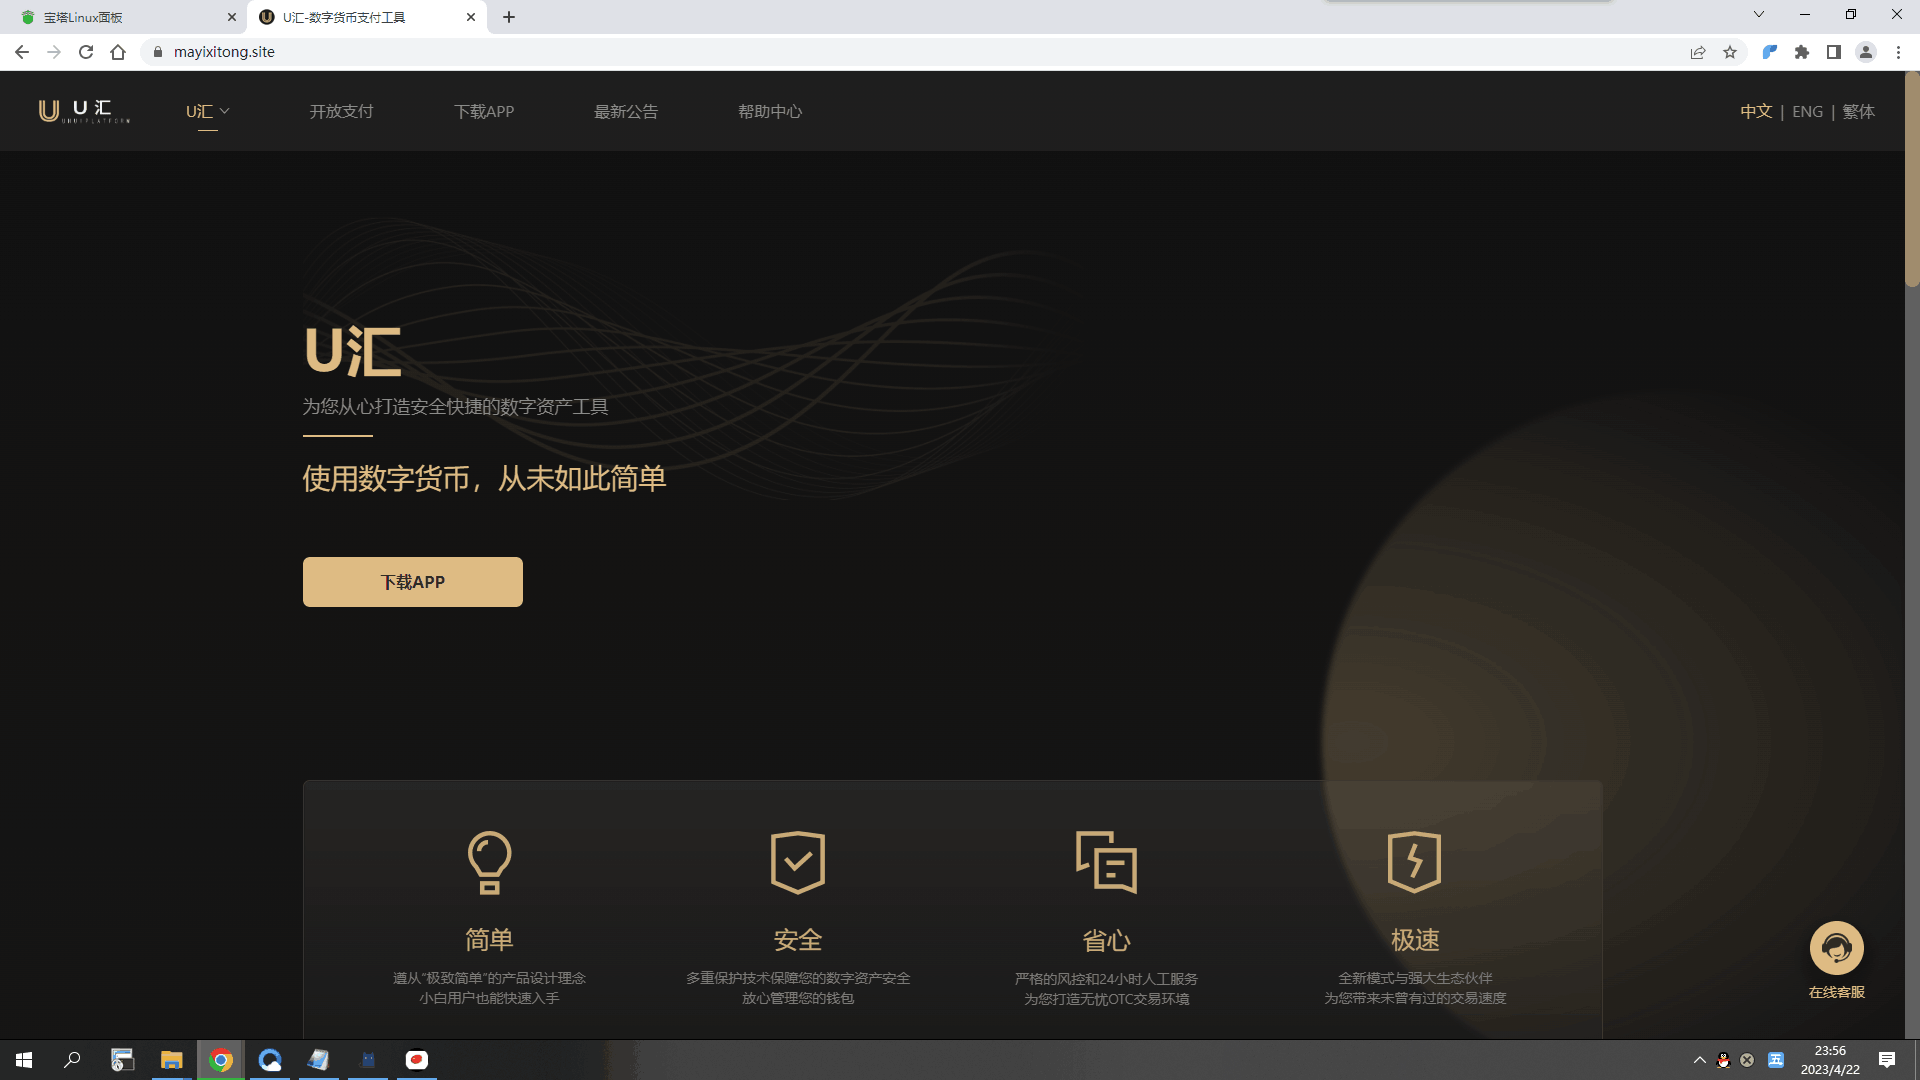 宝塔Linux面板
U汇-数字货币支付工具
mayixitong.site
U 汇
U汇
开放支付
下载APP
最新公告
帮助中心
中文 | ENG | 繁体
U汇
为您从心打造安全快捷的数字资产工具
使用数字货币，从未如此简单
下载APP
简单
遵从“极致简单”的产品设计理念
小白用户也能快速入手
安全
多重保护技术保障您的数字资产安全
放心管理您的钱包
省心
严格的风控和24小时人工服务
为您打造无忧OTC交易环境
极速
全新模式与强大生态伙伴
为您带来未曾有过的交易速度
在线客服
五
23:56
2023/4/22